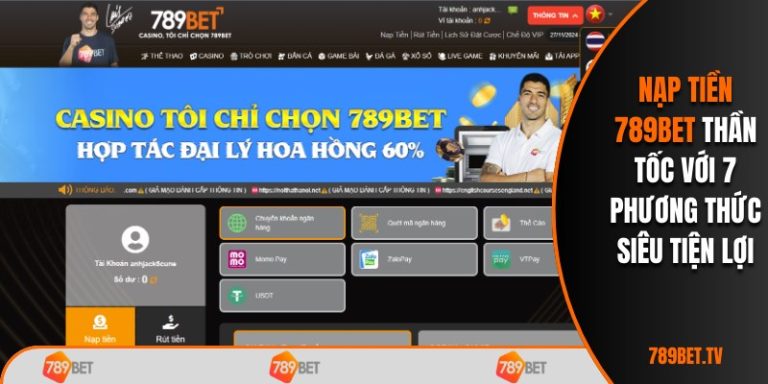 789BET
CASINO, TÔI CHỈ CHỌN 789BET
Tài khoản : anhjack...
Ví tài khoản : 0
THÔNG TIN
Nạp Tiền | Rút Tiền | Lịch Sử Đặt Cược | Chế Độ VIP
27/11/2024
THỂ THAO
CASINO
TRÒ CHƠI
BẮN CÁ
GAME BÀI
ĐÁ GÀ
XỔ SỐ
LIVE GAME
KHUYẾN MÃI
TẢI APP
CASINO TÔI CHỈ CHỌN 789BET
HỢP TÁC ĐẠI LÝ HOA HỒNG 60%
THÔNG BÁO:
.com ( GIẢ MẠO ĐÁNH CẮP THÔNG TIN ) https://noithathanoi.net ( GIẢ MẠO ĐÁNH CẮP THÔNG TIN ) https://englishcoursesengland.net
Tài Khoản anhjack5cune
Số dư : 0
Nạp tiền
Rút tiền
Chuyển khoản ngân
hàng
Quét mã ngân hàng
Thẻ Cào
Momo Pay
ZaloPay
VTPay
USDT
NẠP TIỀN
789BET THẦN
TỐC VỚI 7
PHƯƠNG THỨC
SIÊU TIỆN LỢI
789BET.TV
789BET
789BET
789BET